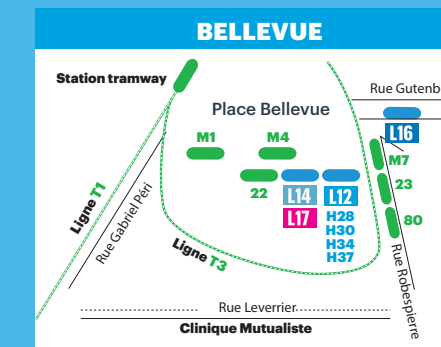 BELLEVUE
Station tramway
Rue Gutenb
Place Bellevue
L16
M1
M4
M7
22
L14
L12
23
L17
H28
80
H30
H34
H37
Ligne T1
Rue Gabriel Péri
Ligne T3
Rue Robespierre
Rue Leverrier
Clinique Mutualiste